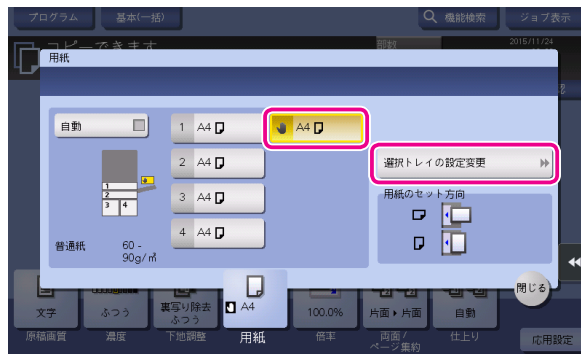 プログラム 基本(一括) 機能検索 ジョブ表示
コピーできます 部数 2015/11/24
用紙
自動
1 A4
A4
2 A4
選択トレイの設定変更
3 A4
用紙のセット方向
4 A4
1
2
3 4
普通紙 60 -
90g/㎡
閉じる
文字 ふつう 裏写り除去 ふつう A4 100.0% 片面 片面 自動
原稿画質 濃度 下地調整 用紙 倍率 両面/ページ集約 仕上り 応用設定